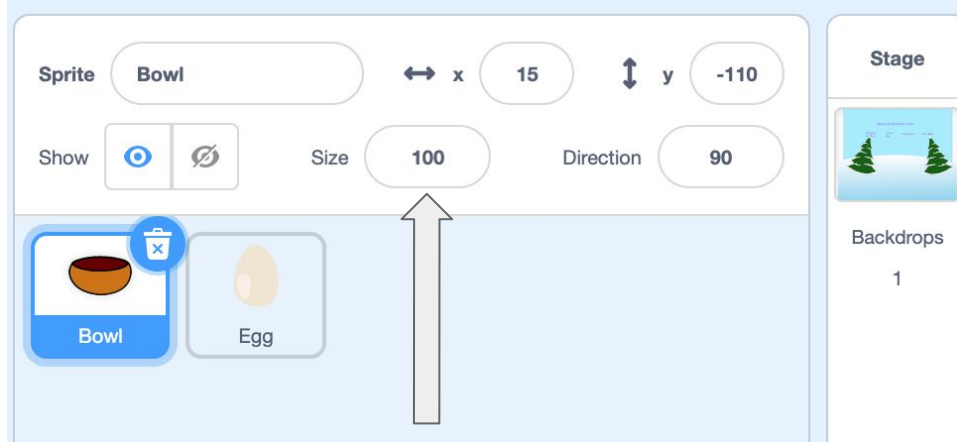 Sprite Bowl x 15 y -110
Show Size 100 Direction 90
Bowl
Egg
Stage
Backdrops
1